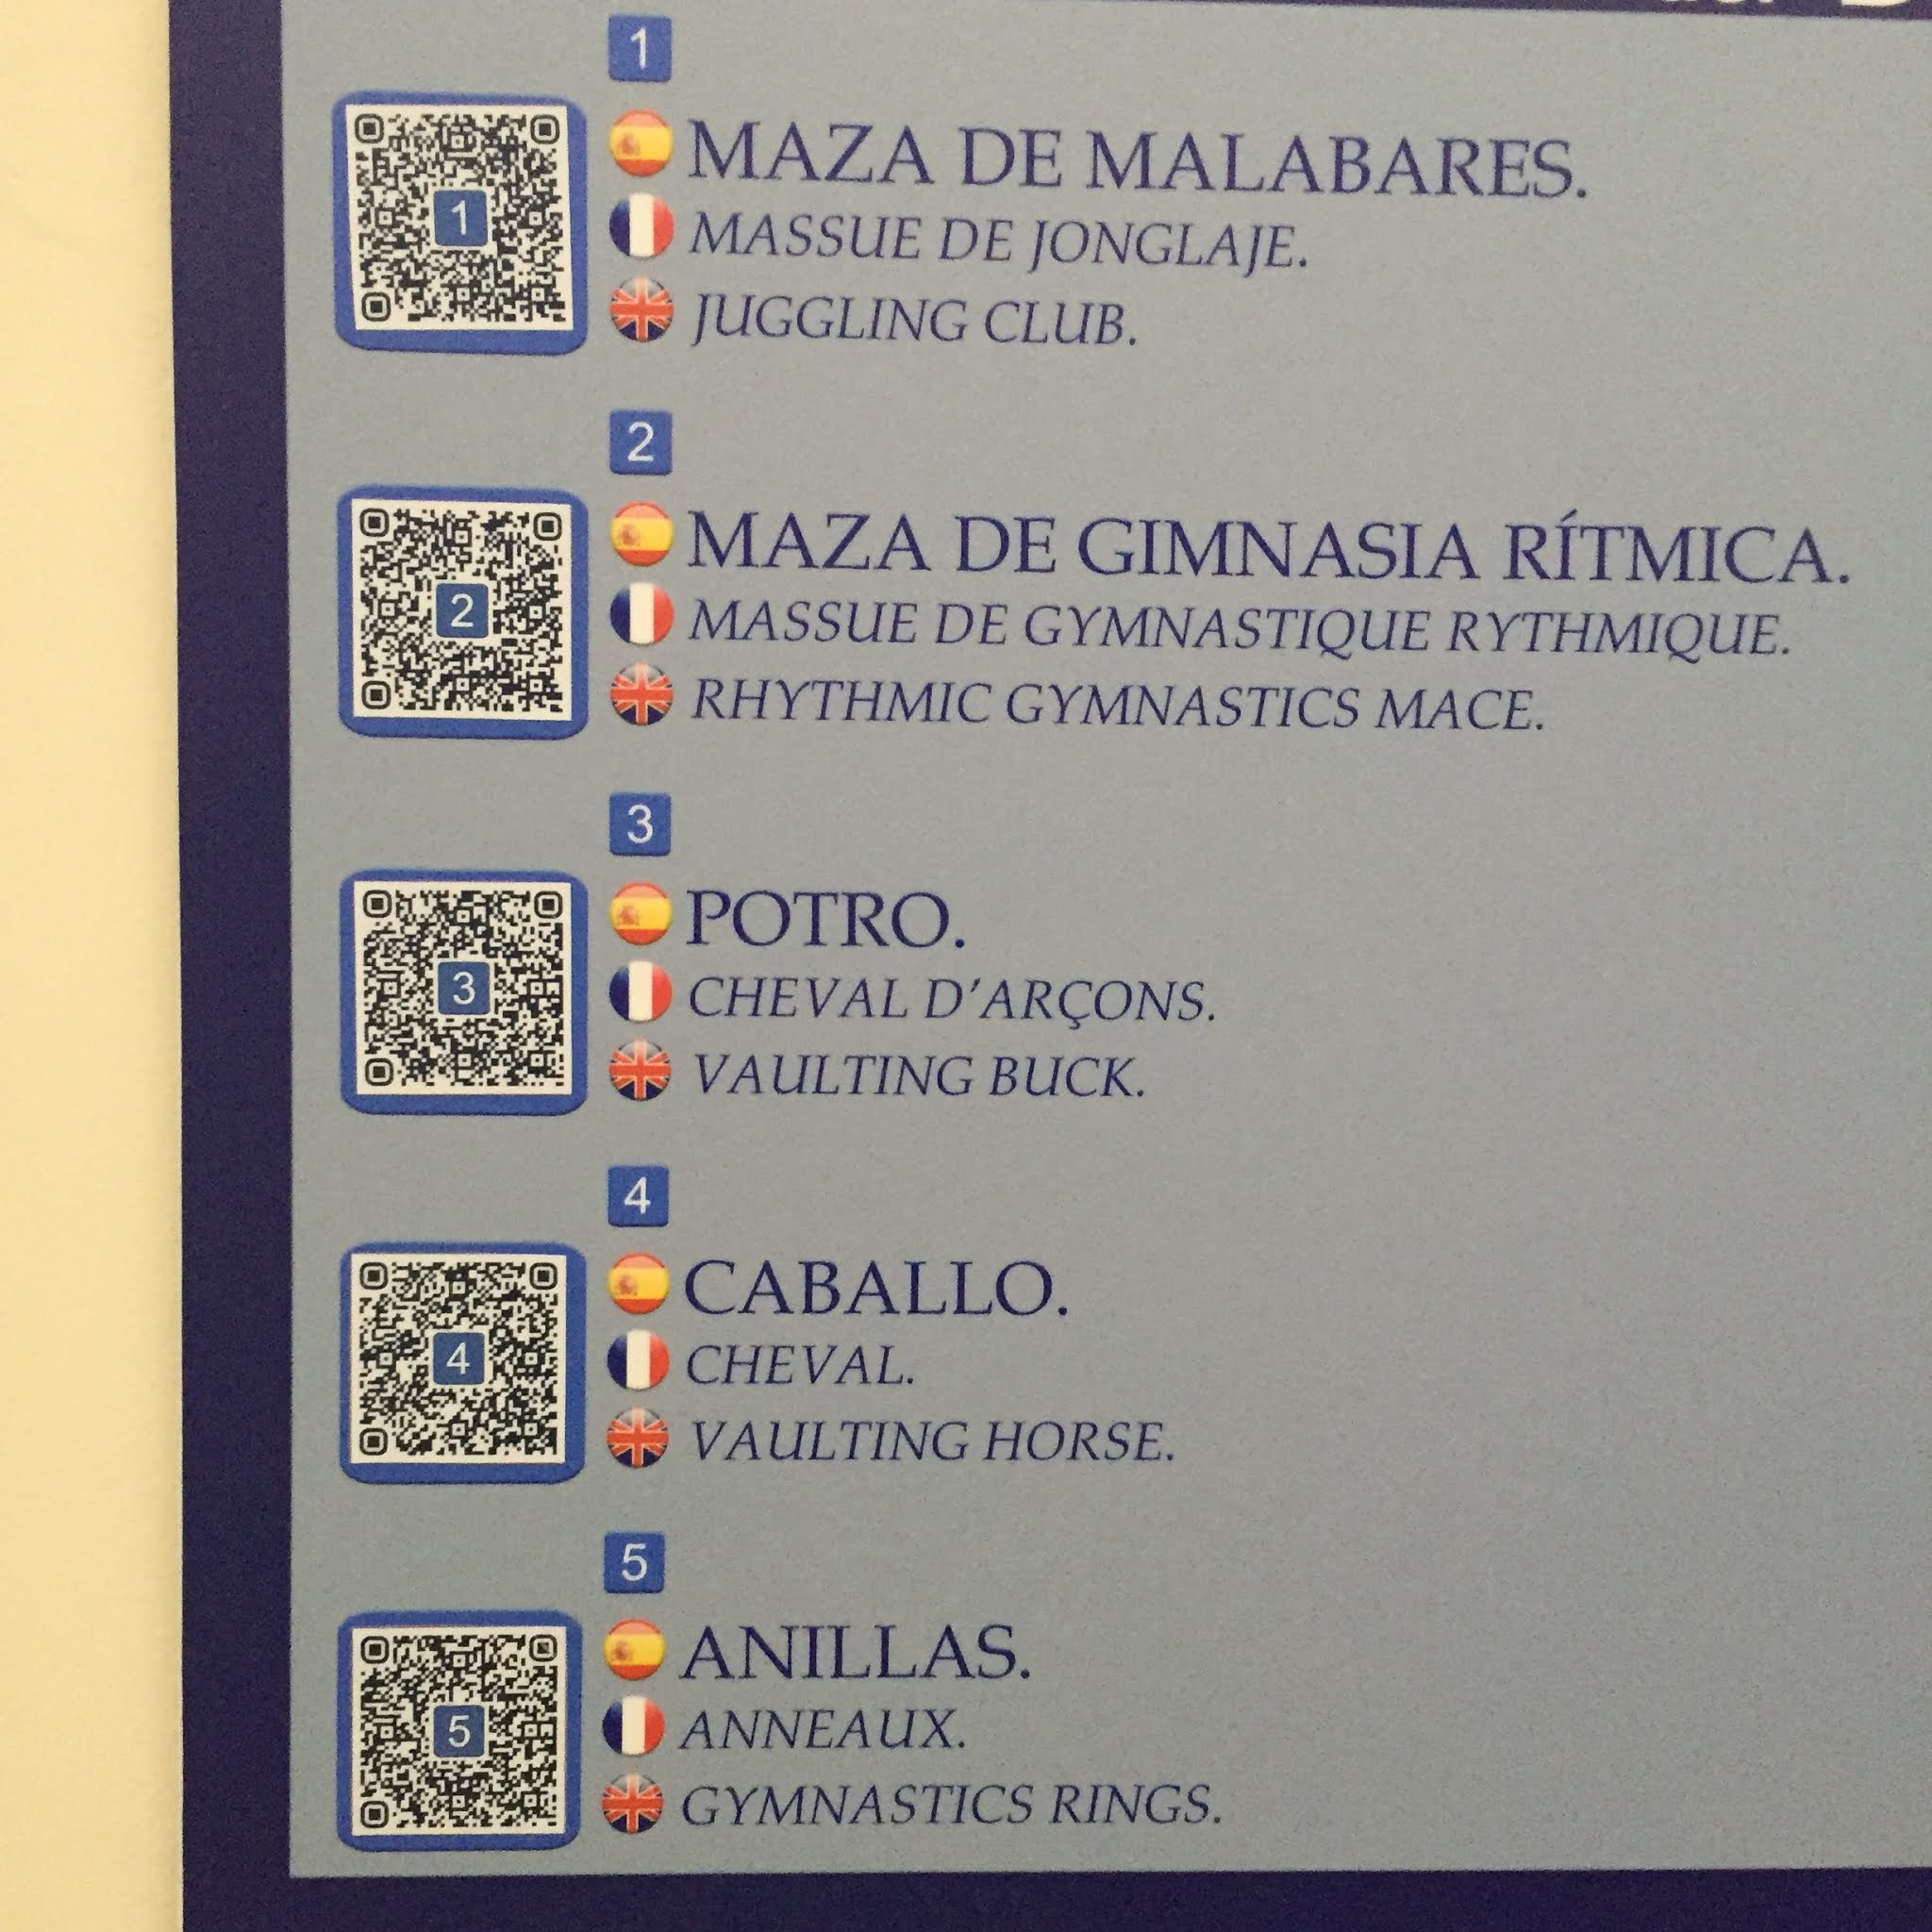 1
1
MAZA DE MALABARES.
MASSUE DE JONGLAJE.
JUGGLING CLUB.
2
2
MAZA DE GIMNASIA RÍTMICA.
MASSUE DE GYMNASTIQUE RYTHMIQUE.
RHYTHMIC GYMNASTICS MACE.
3
3
POTRO.
CHEVAL D'ARÇONS.
VAULTING BUCK.
4
4
CABALLO.
CHEVAL.
VAULTING HORSE.
5
5
ANILLAS.
ANNEAUX.
GYMNASTICS RINGS.